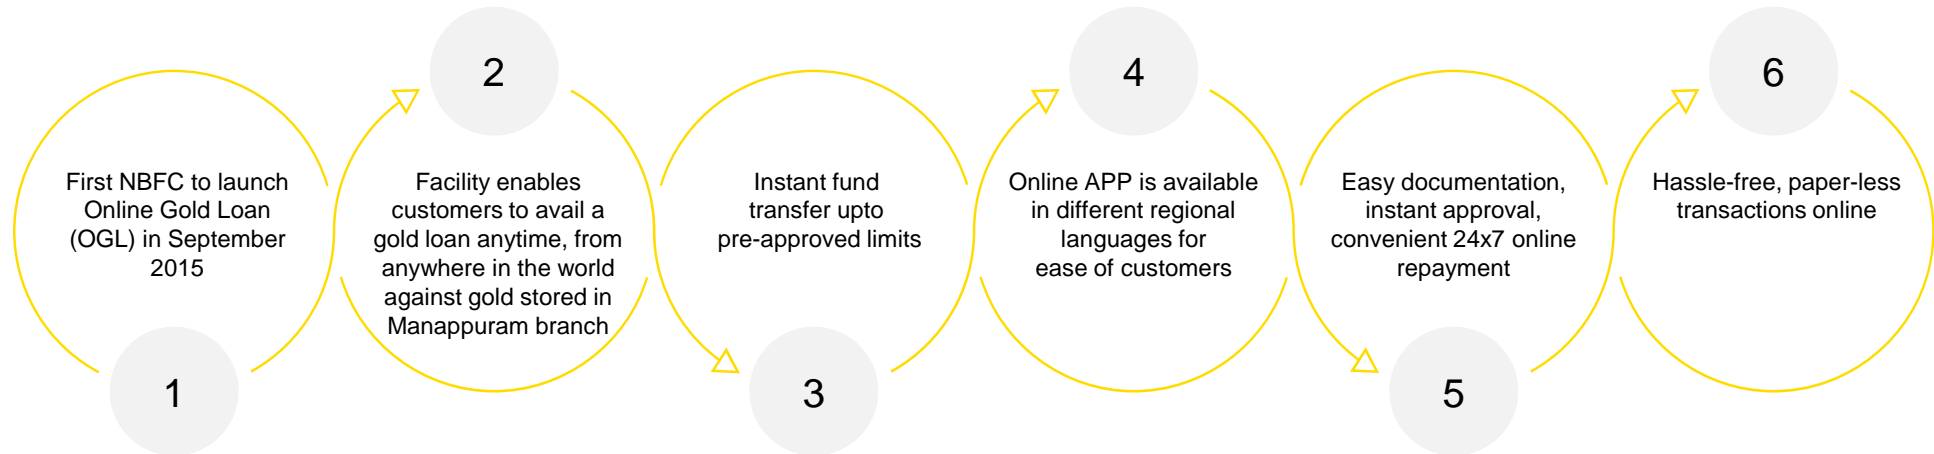 1
First NBFC to launch
Online Gold Loan
(OGL) in September
2015
2
Facility enables
customers to avail a
gold loan anytime, from
anywhere in the world
against gold stored in
Manappuram branch
3
Instant fund
transfer upto
pre-approved limits
4
Online APP is available
in different regional
languages for
ease of customers
5
Easy documentation,
instant approval,
convenient 24x7 online
repayment
6
Hassle-free, paper-less
transactions online